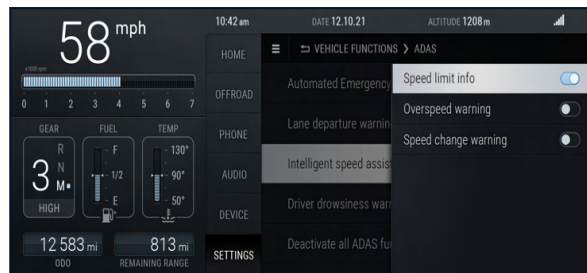 58 mph
x1000 rpm
0 1 2 3 4 5 6 7
GEAR
R
N
M
3
HIGH
FUEL
F
1/2
E
TEMP
130°
90°
50°
12 583 mi
ODO
813 mi
REMAINING RANGE
10:42 am
DATE 12.10.21
ALTITUDE 1208 m
HOME
OFFROAD
PHONE
AUDIO
DEVICE
SETTINGS
VEHICLE FUNCTIONS > ADAS
Automated Emergency
Lane departure warnin
Intelligent speed assis
Driver drowsiness warn
Deactivate all ADAS fu
Speed limit info
Overspeed warning
Speed change warning